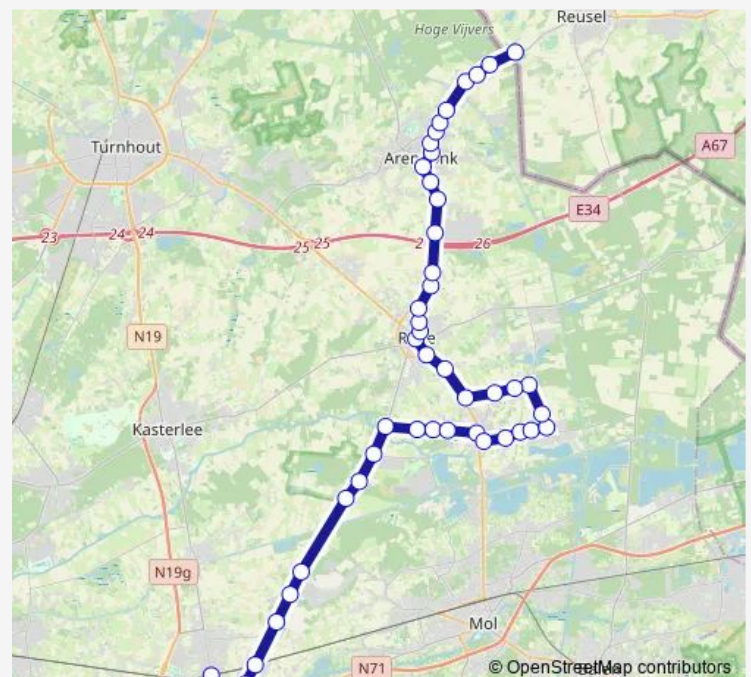 Reusel
Hoge Vijvers
Turnhout
A67
E34
23
24
24
25
25
26
N19
Kasterlee
N19g
Mol
N71
© OpenStreetMap contributors